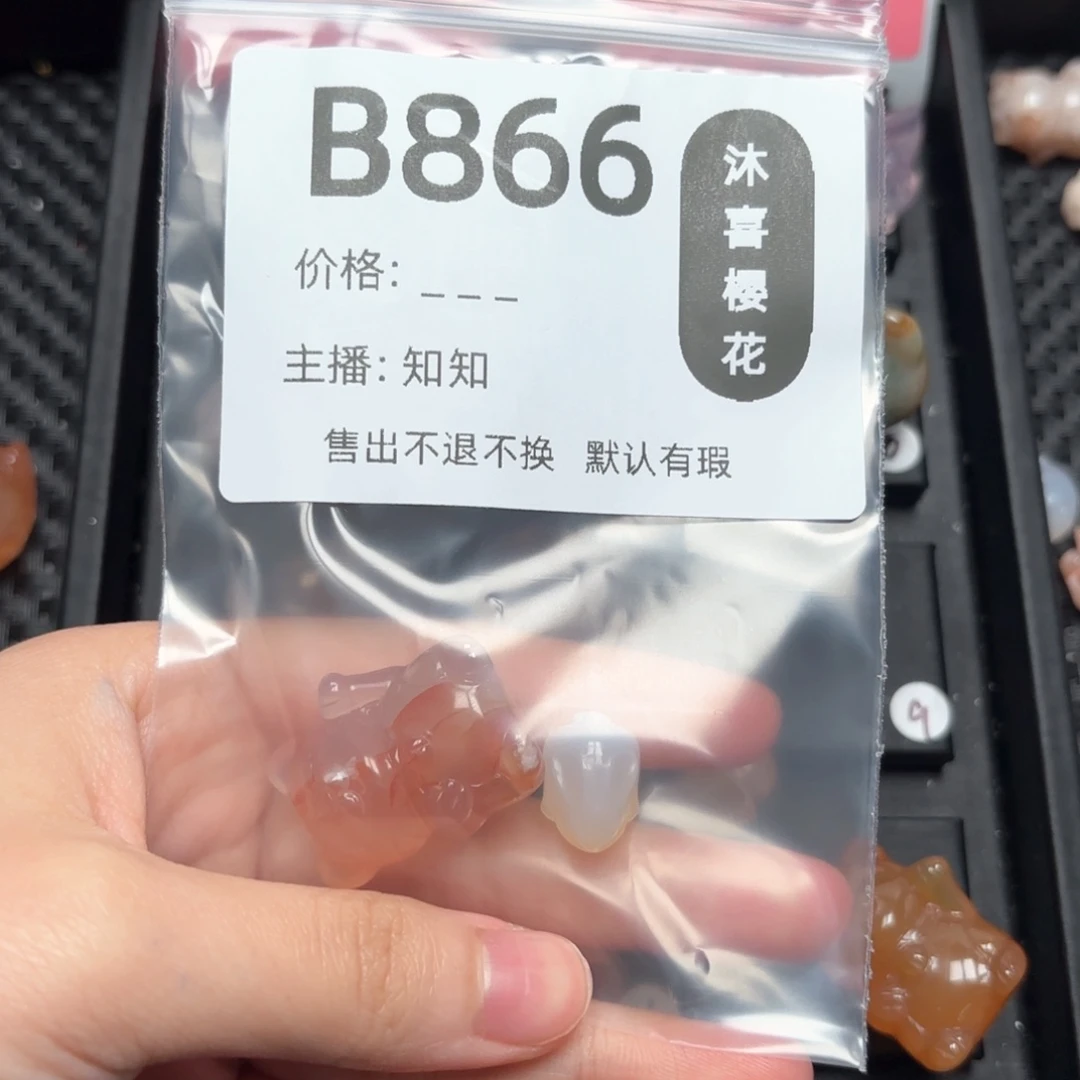 B866
沐喜樱花
价格: _ _ _
主播: 知知
售出不退不换 默认有瑕
9